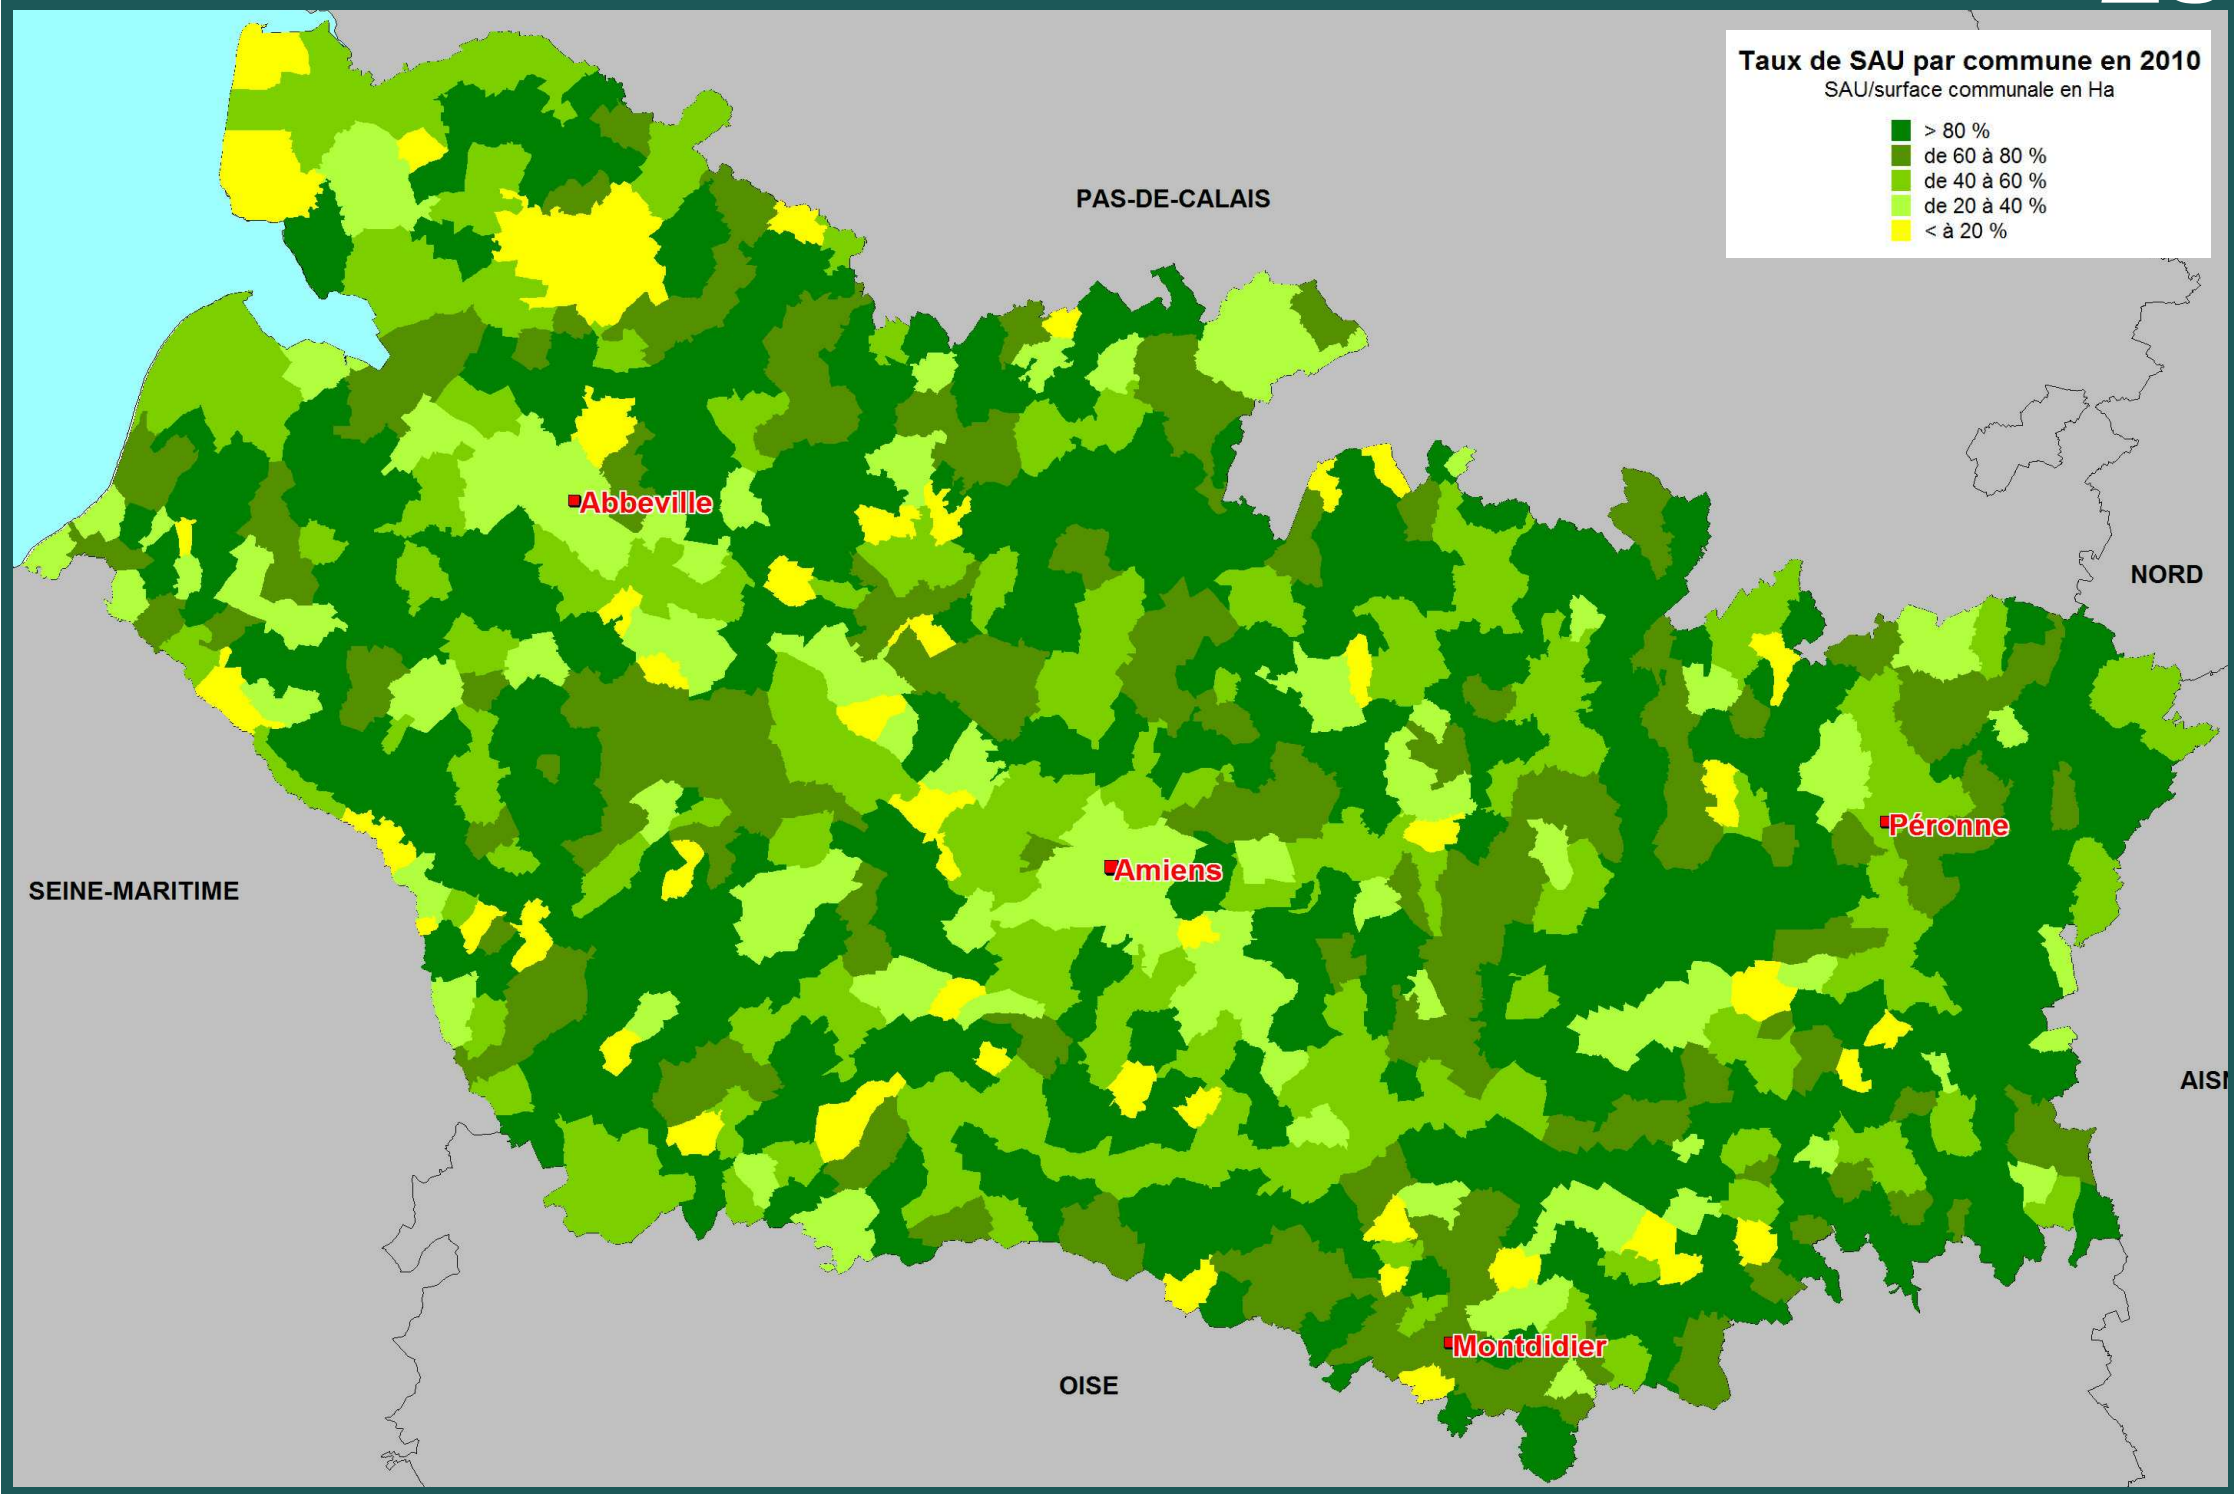 Taux de SAU par commune en 2010
SAU/surface communale en Ha
> 80 %
de 60 à 80 %
de 40 à 60 %
de 20 à 40 %
< à 20 %
PAS-DE-CALAIS
Abbeville
NORD
Péronne
Amiens
SEINE-MARITIME
AISN
Montdidier
OISE